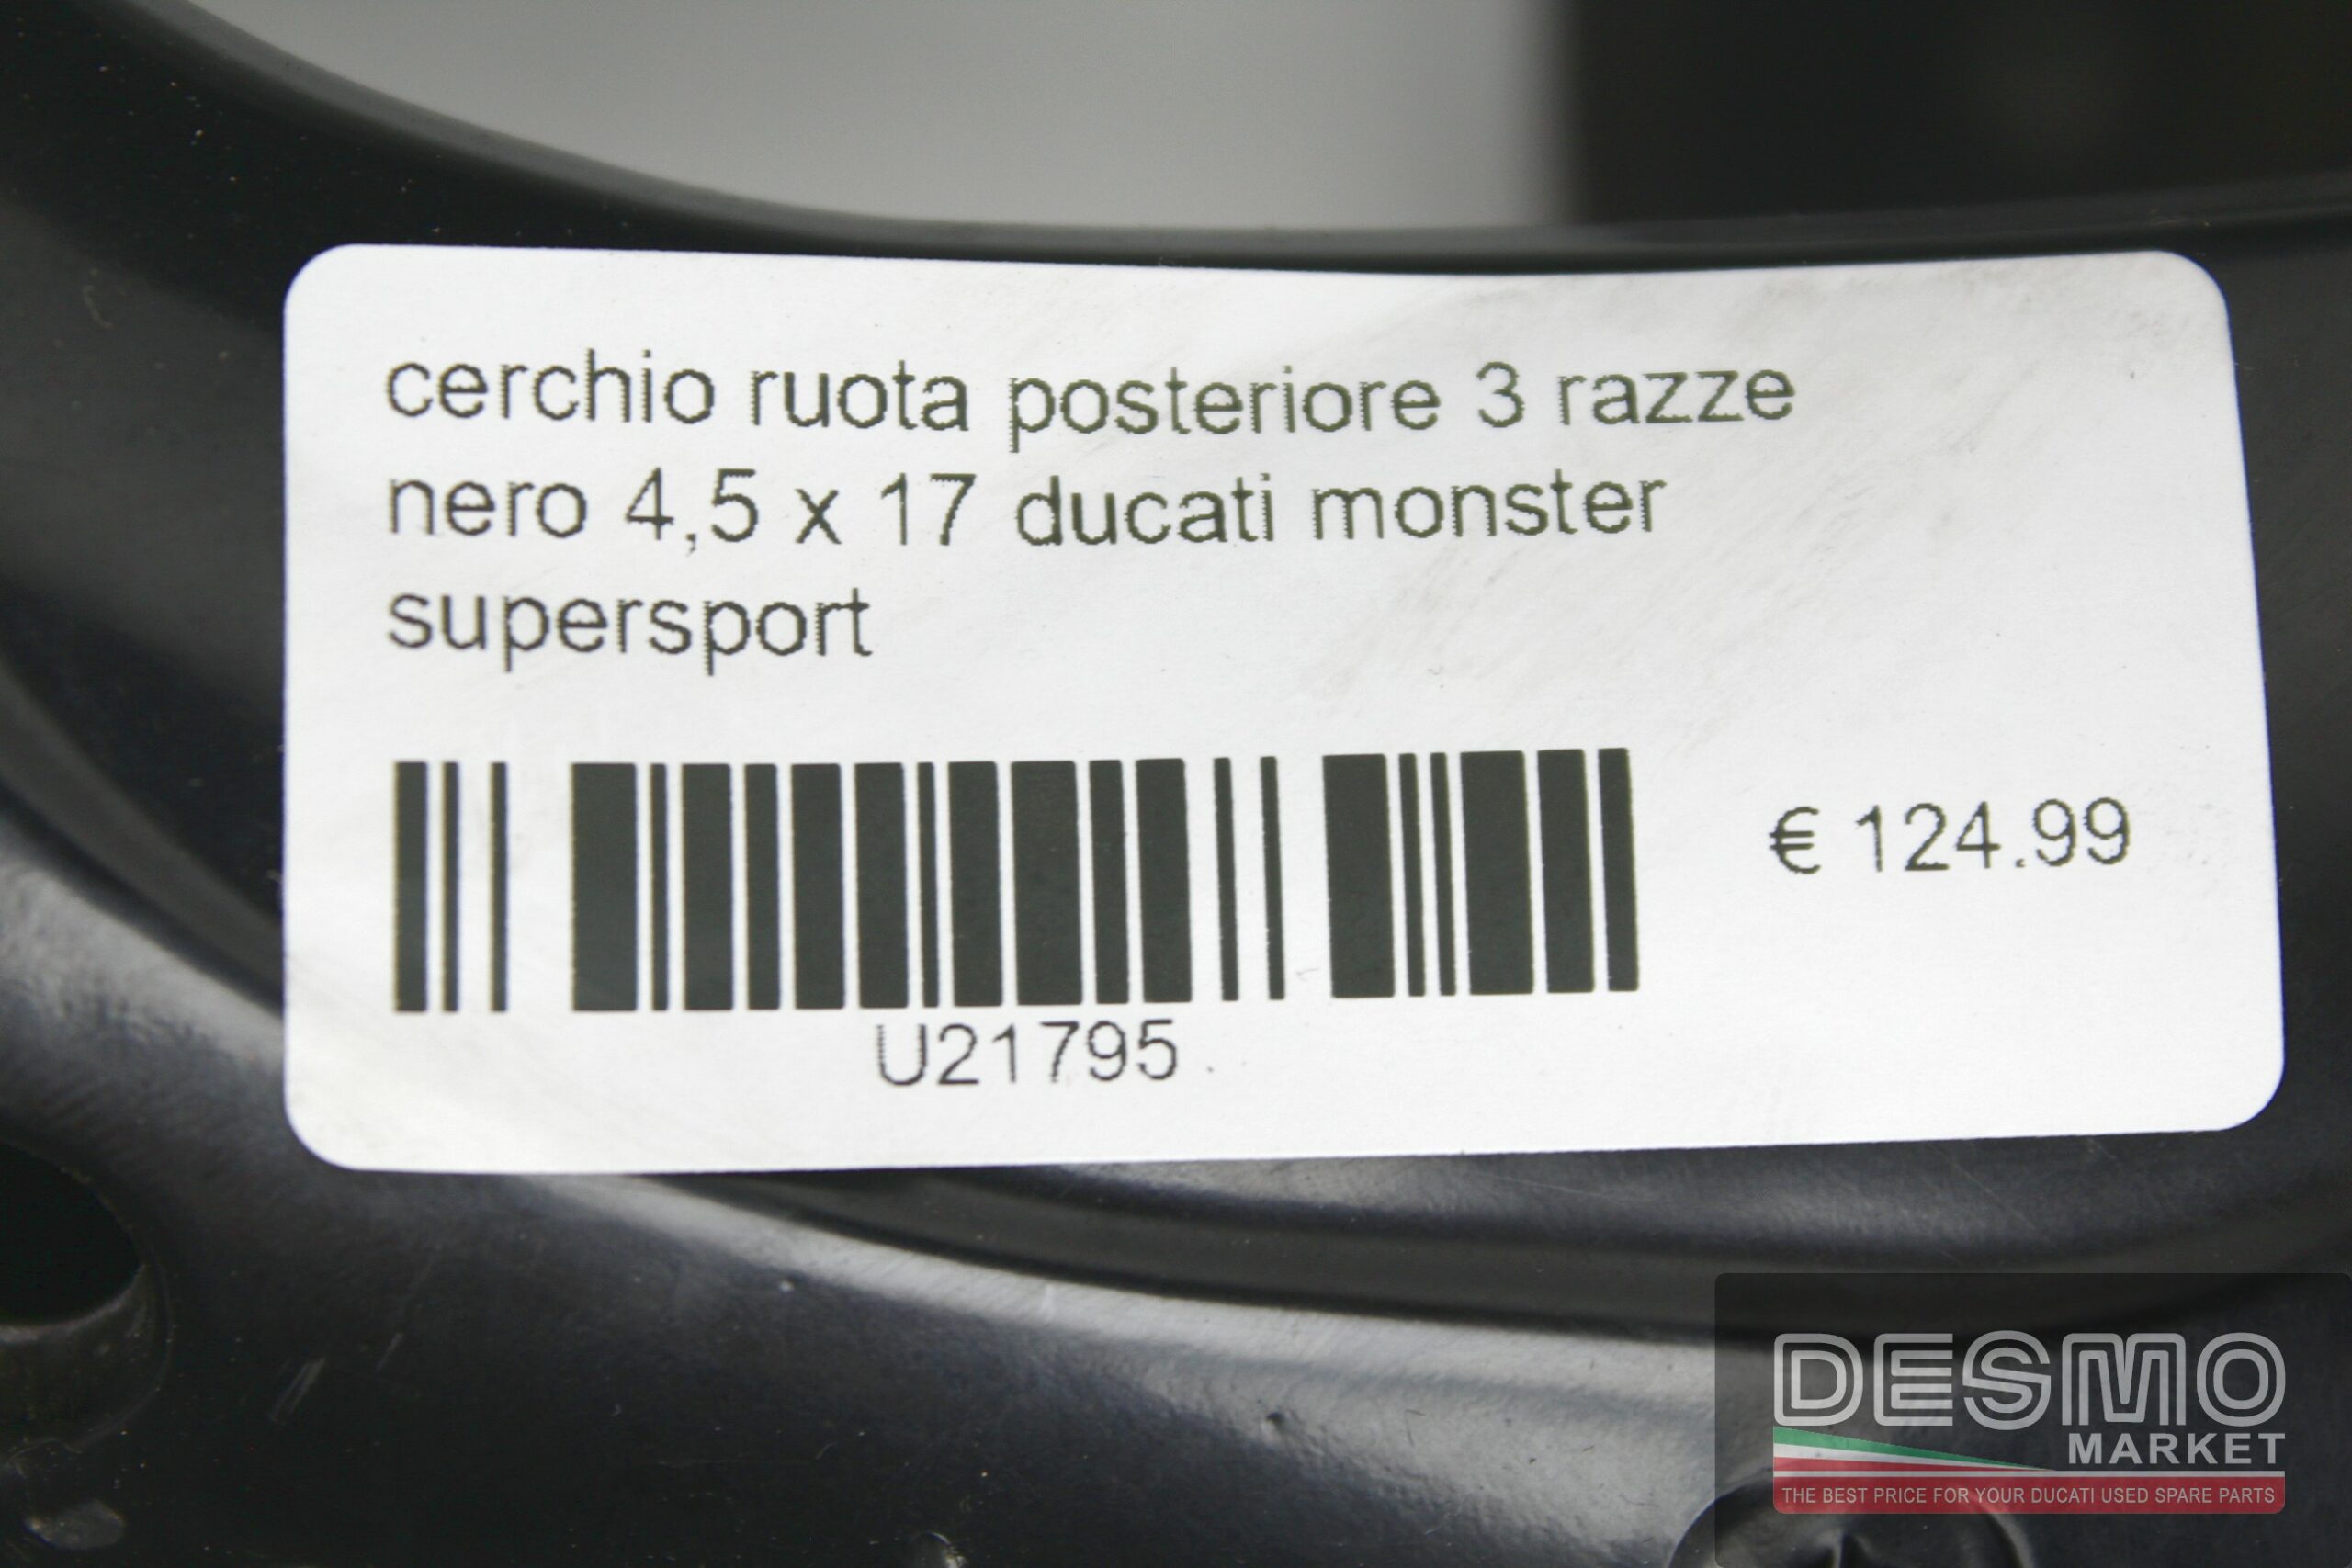 cerchio ruota posteriore 3 razze
nero 4,5 x 17 ducati monster
supersport
€ 124.99
U21795
DESMO
MARKET
THE BEST PRICE FOR YOUR DUCATI USED SPARE PARTS